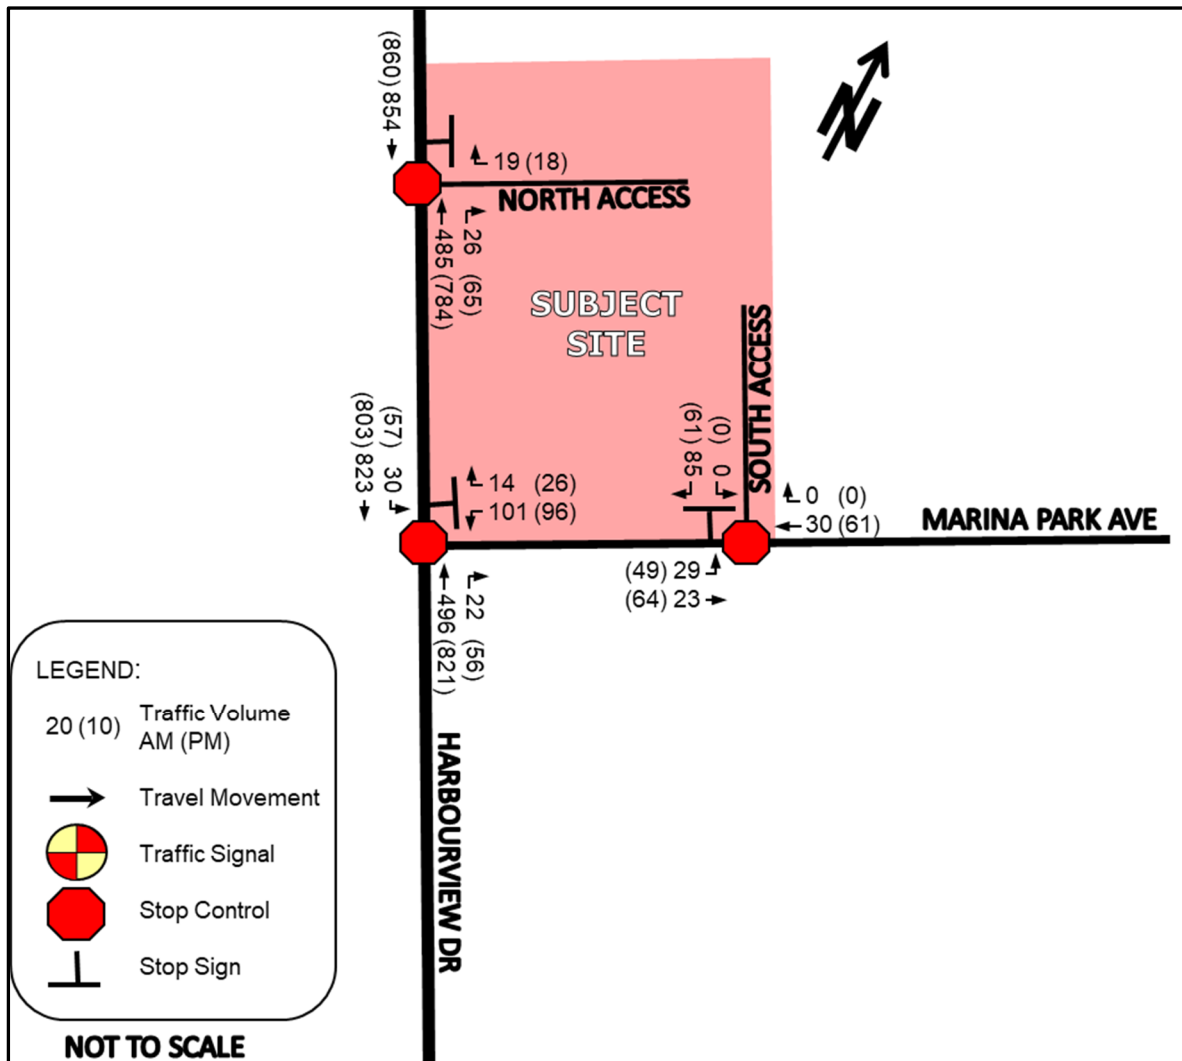 (860) 854
N
19 (18)
NORTH ACCESS
485 (784)
26 (65)
SUBJECT
SITE
SOUTH ACCESS
(803) 823
(57) 30
14 (26)
101 (96)
(61) 85
(0) 0
0 (0)
30 (61)
MARINA PARK AVE
(49) 29
(64) 23
496 (821)
22 (56)
HARBOURVIEW DR
LEGEND:
20 (10)
Traffic Volume
AM (PM)
Travel Movement
Traffic Signal
Stop Control
Stop Sign
NOT TO SCALE